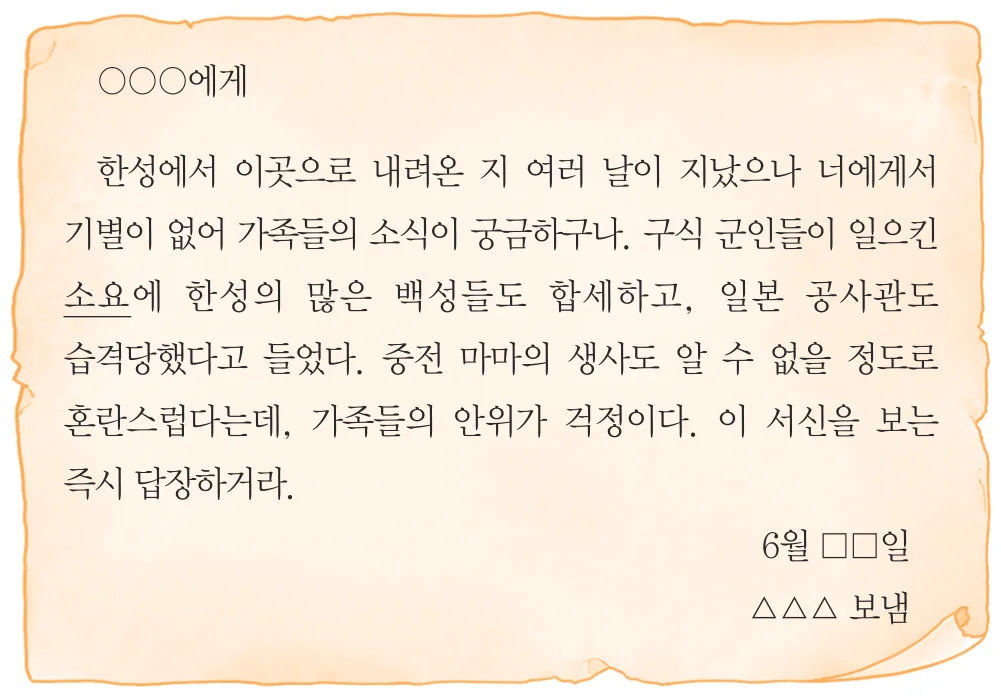 ○○○에게
한성에서 이곳으로 내려온 지 여러 날이 지났으나 너에게서
기별이 없어 가족들의 소식이 궁금하구나. 구식 군인들이 일으킨
소요에 한성의 많은 백성들도 합세하고, 일본 공사관도
습격당했다고 들었다. 중전 마마의 생사도 알 수 없을 정도로
혼란스럽다는데, 가족들의 안위가 걱정이다. 이 서신을 보는
즉시 답장하거라.
6월 □□일
△△△ 보냄